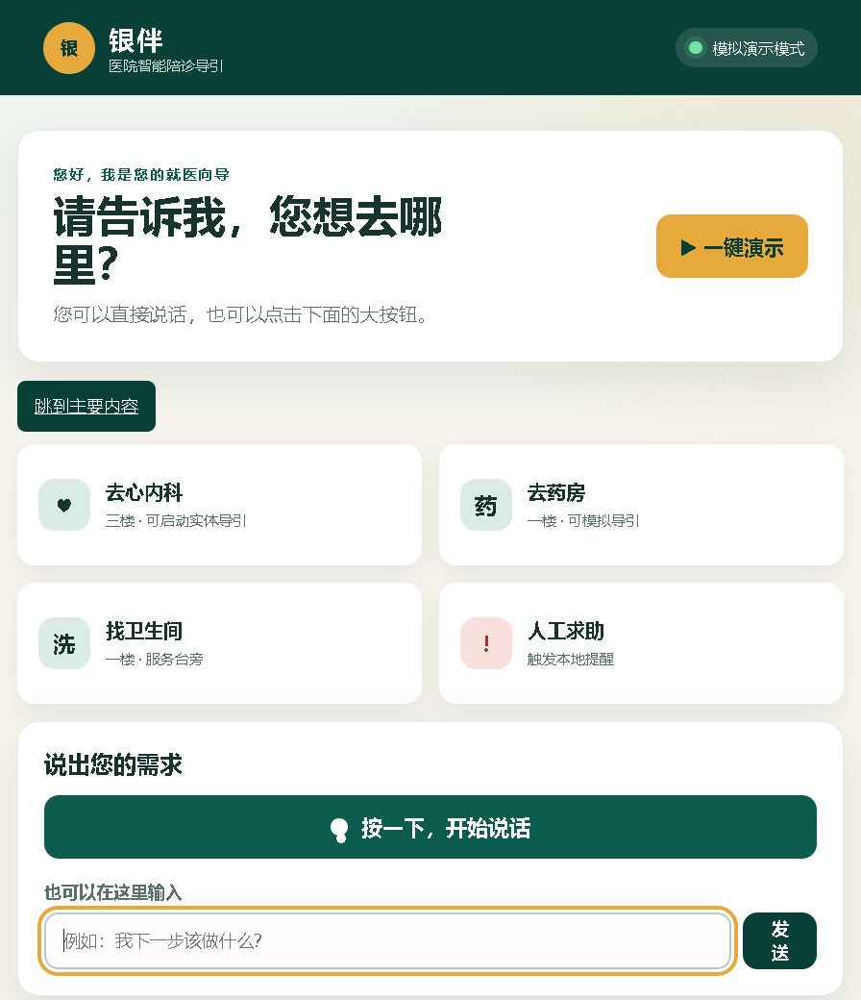 银
银伴
医院智能陪诊导引
模拟演示模式
您好，我是您的就医向导
请告诉我，您想去哪
里？
您可以直接说话，也可以点击下面的大按钮。
▶ 一键演示
跳到主要内容
♥
去心内科
三楼 · 可启动实体导引
药
去药房
一楼 · 可模拟导引
洗
找卫生间
一楼 · 服务台旁
!
人工求助
触发本地提醒
说出您的需求
按一下，开始说话
也可以在这里输入
例如：我下一步该做什么？
发
送